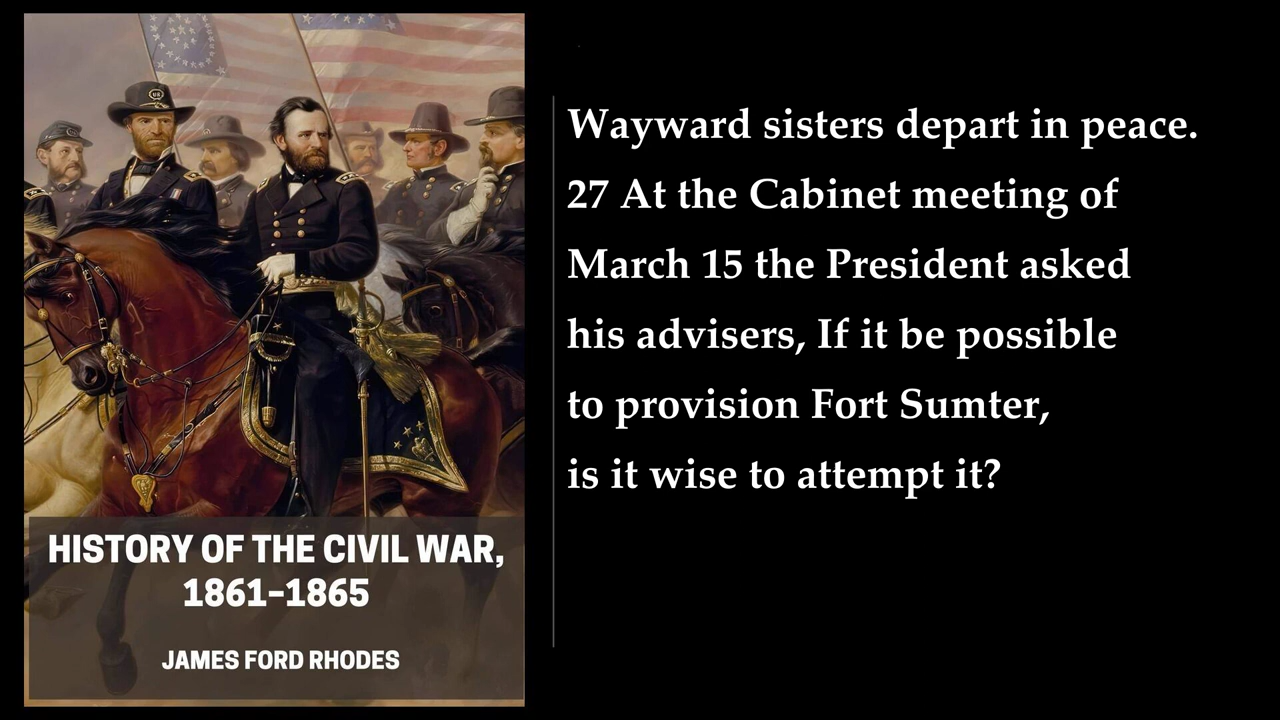 HISTORY OF THE CIVIL WAR,
1861–1865
JAMES FORD RHODES
Wayward sisters depart in peace.
27 At the Cabinet meeting of
March 15 the President asked
his advisers, If it be possible
to provision Fort Sumter,
is it wise to attempt it?